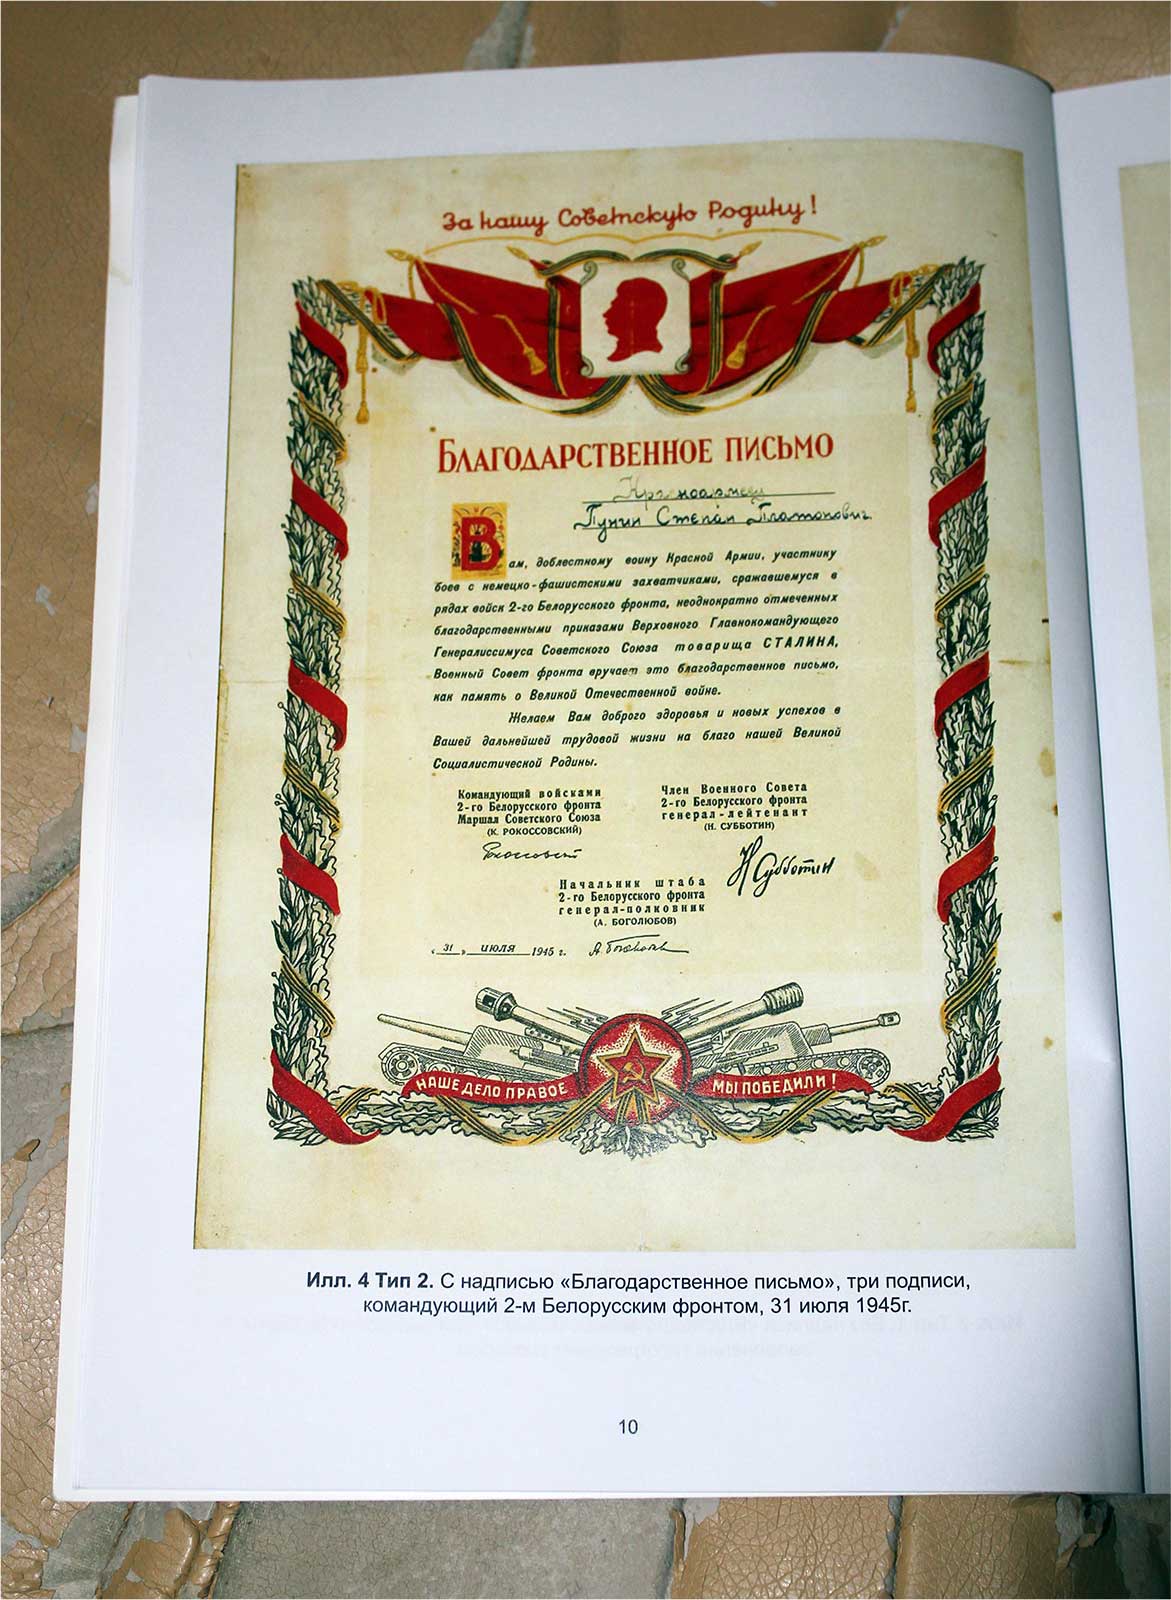 За нашу Советскую Родину!
БЛАГОДАРСТВЕННОЕ ПИСЬМО
Красноармеец
Пунин Степан Платонович
Вам, доблестному воину Красной Армии, участнику
боев с немецко-фашистскими захватчиками, сражавшемуся в
рядах войск 2-го Белорусского фронта, неоднократно отмеченных
благодарственными приказами Верховного Главнокомандующего
Генералиссимуса Советского Союза товарища СТАЛИНА,
Военный Совет фронта вручает это благодарственное письмо,
как память о Великой Отечественной войне.
Желаем Вам доброго здоровья и новых успехов в
Вашей дальнейшей трудовой жизни на благо нашей Великой
Социалистической Родины.
Командующий войсками
2-го Белорусского фронта
Маршал Советского Союза
(К. РОКОССОВСКИЙ)
Рокоссовский
Член Военного Совета
2-го Белорусского фронта
генерал-лейтенант
(Н. СУББОТИН)
Н Субботин
Начальник штаба
2-го Белорусского фронта
генерал-полковник
(А. БОГОЛЮБОВ)
«31» ИЮЛЯ 1945 г.
НАШЕ ДЕЛО ПРАВОЕ
МЫ ПОБЕДИЛИ!
Илл. 4 Тип 2. С надписью «Благодарственное письмо», три подписи,
командующий 2-м Белорусским фронтом, 31 июля 1945г.
10